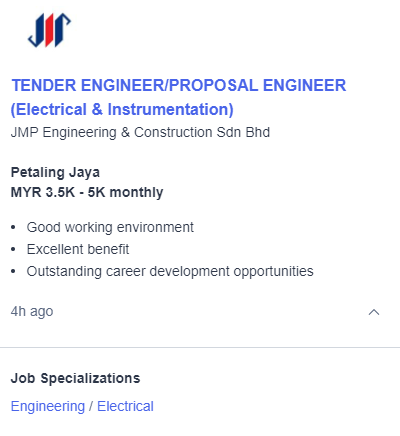 TENDER ENGINEER/PROPOSAL ENGINEER
(Electrical & Instrumentation)
JMP Engineering & Construction Sdn Bhd
Petaling Jaya
MYR 3.5K - 5K monthly
• Good working environment
• Excellent benefit
• Outstanding career development opportunities
4h ago
Job Specializations
Engineering / Electrical